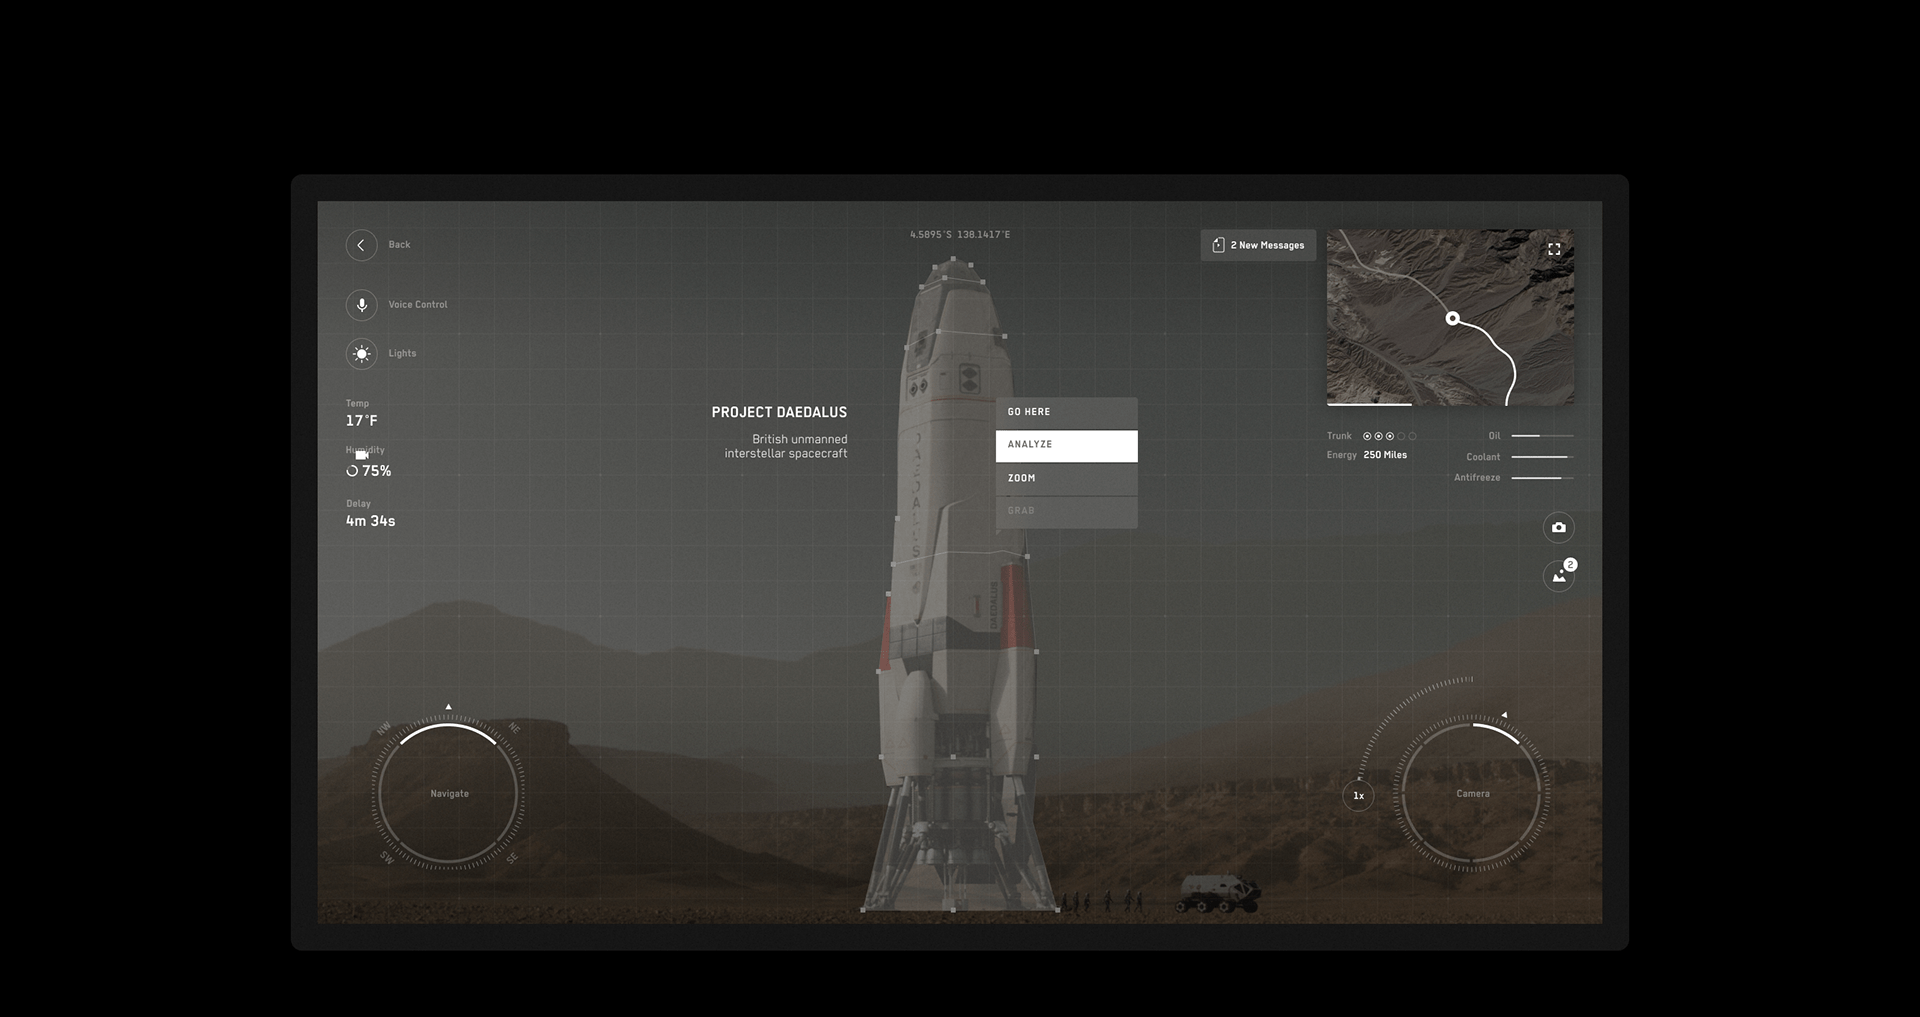 Back
4.5895°S 138.1417°E
2 New Messages
Voice Control
Lights
Temp
17°F
Humidity
75%
Delay
4m 34s
PROJECT DAEDALUS
British unmanned
interstellar spacecraft
GO HERE
ANALYZE
ZOOM
GRAB
Trunk
Energy 250 Miles
Oil
Coolant
Antifreeze
2
DAEDALUS
1
DAEDALUS
NW
NE
Navigate
SW
SE
1x
Camera